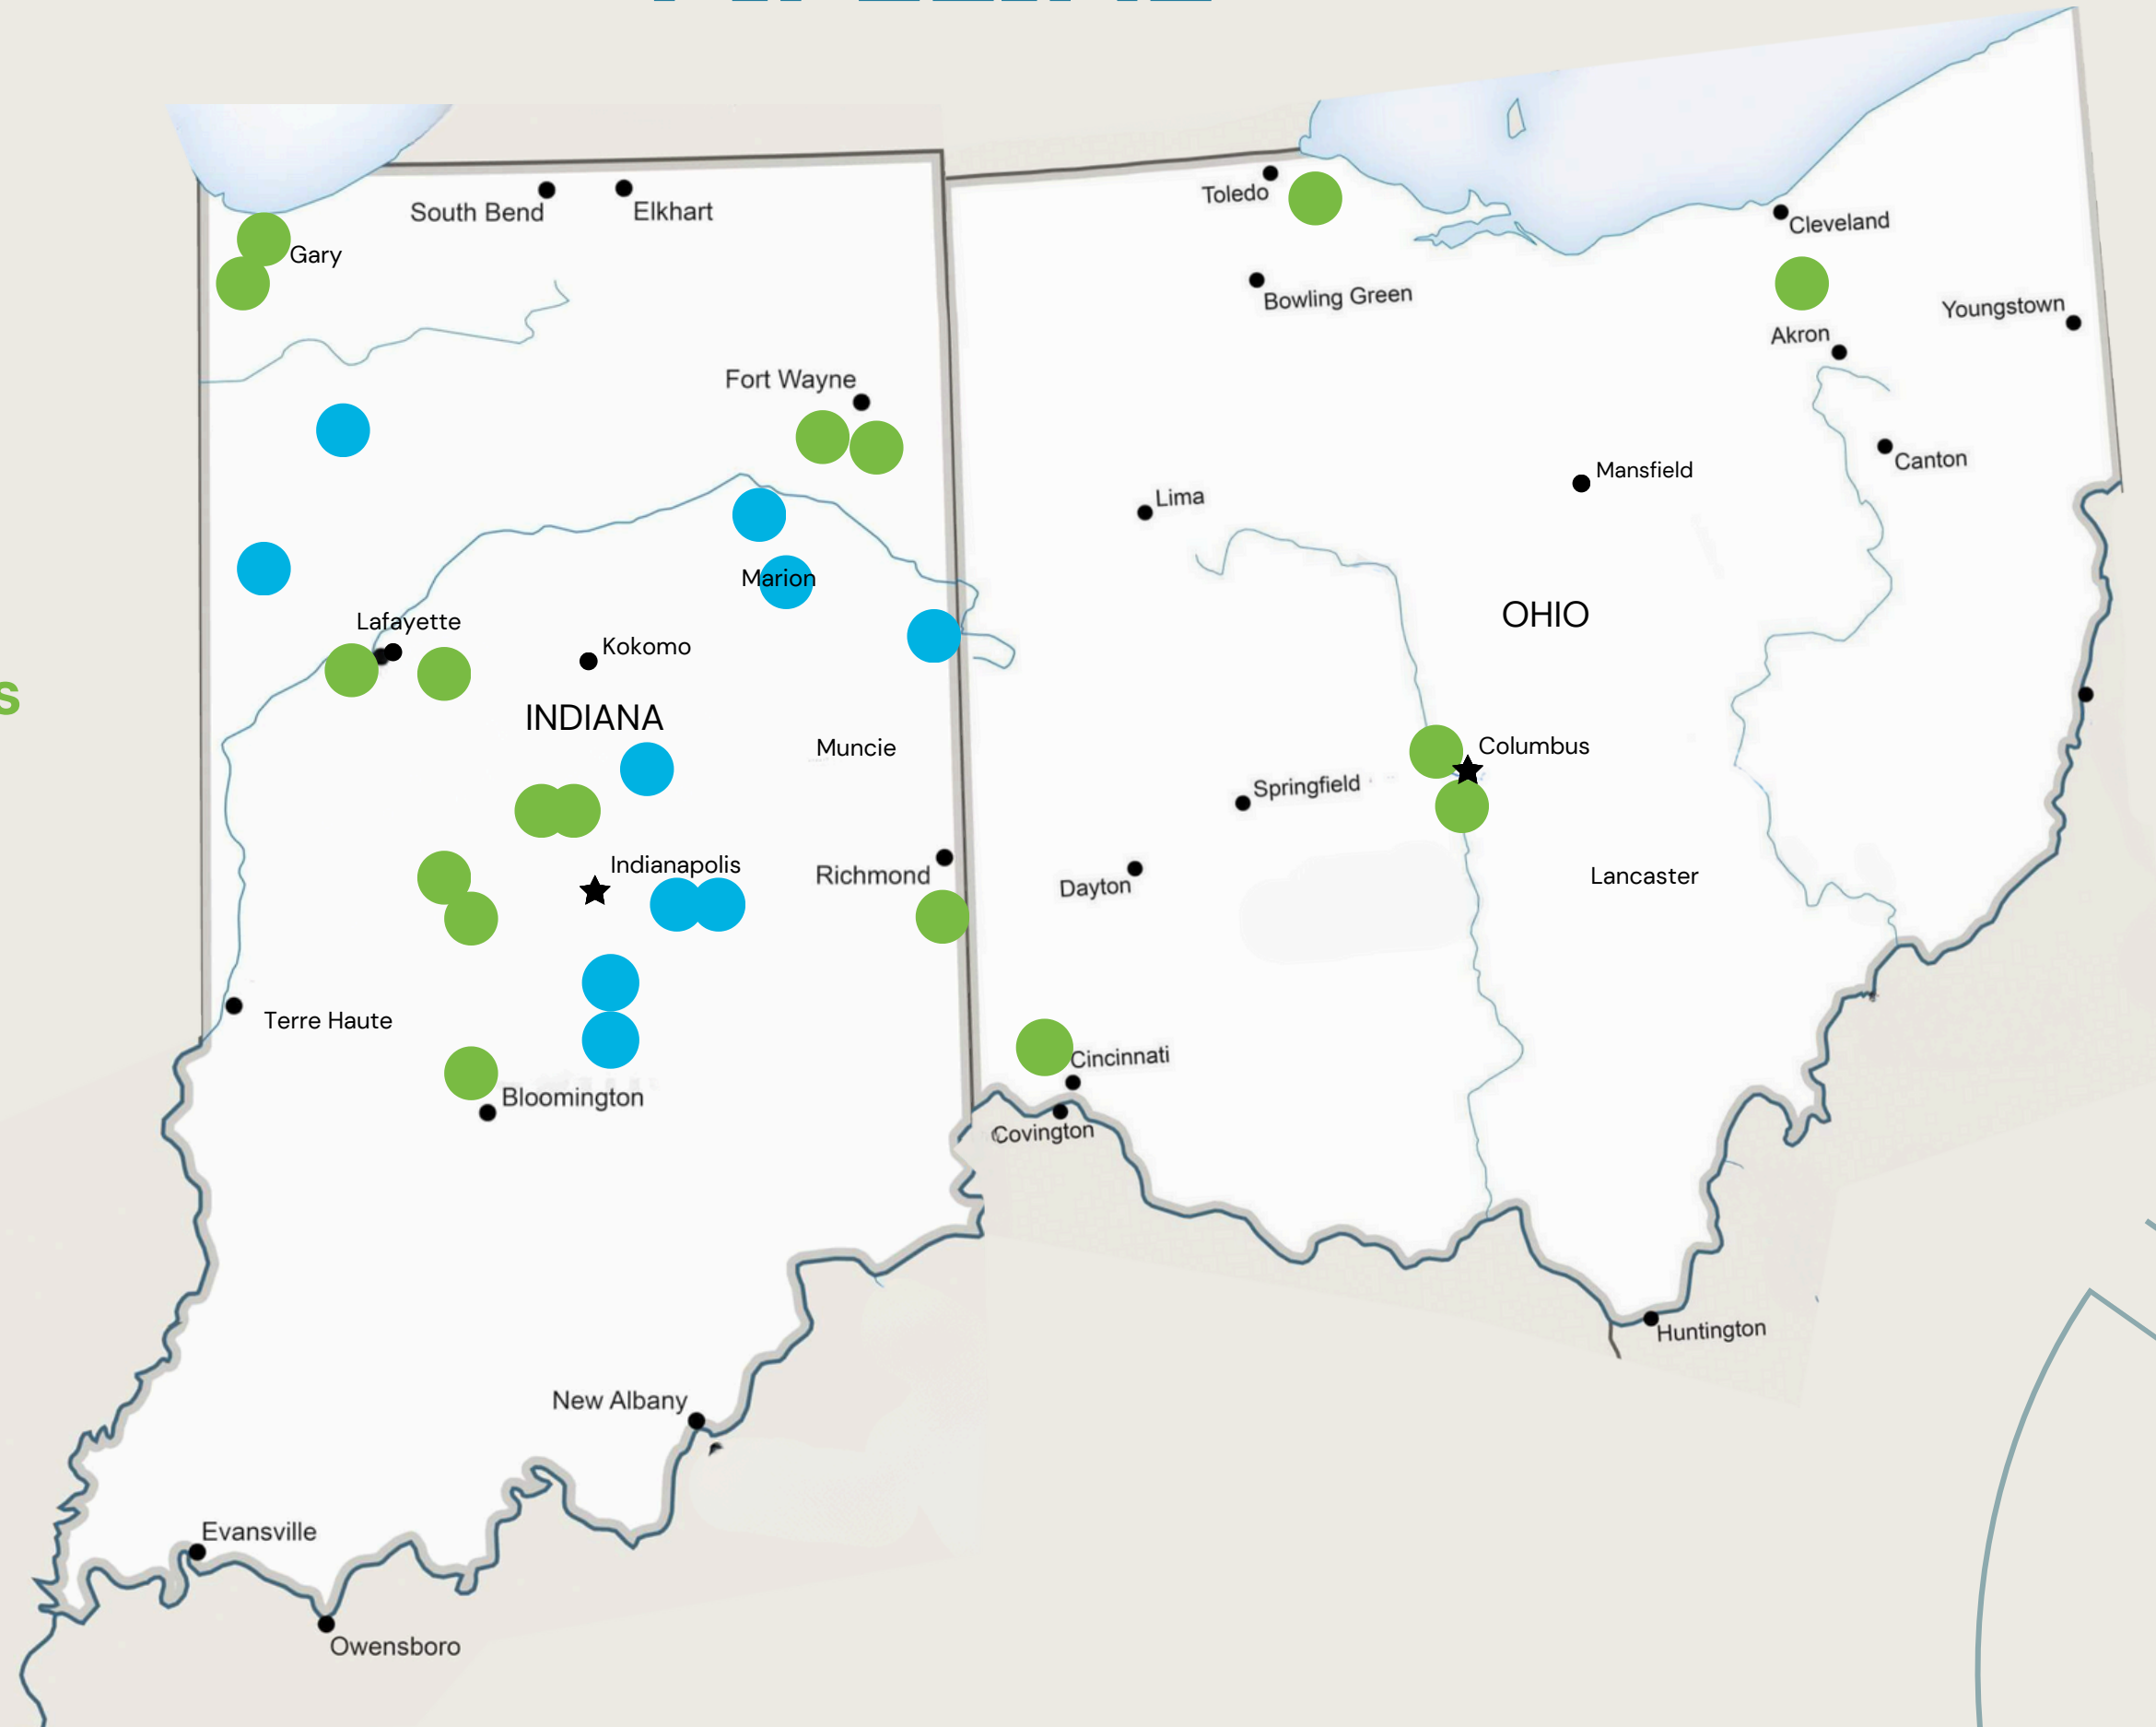 South Bend
Elkhart
Gary
Fort Wayne
Marion
Lafayette
Kokomo
INDIANA
Muncie
Indianapolis
Richmond
Terre Haute
Bloomington
New Albany
Evansville
Owensboro
Toledo
Cleveland
Bowling Green
Youngstown
Akron
Canton
Mansfield
Lima
OHIO
Columbus
Springfield
Dayton
Lancaster
Cincinnati
Covington
Huntington
s